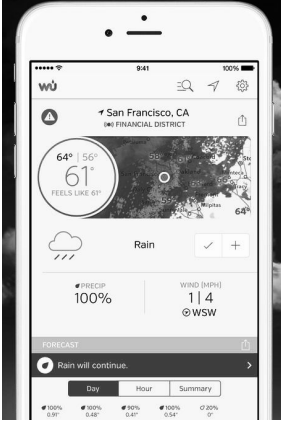 9:41
100%
wu
San Francisco, CA
FINANCIAL DISTRICT
64° | 56°
61°
FEELS LIKE 61°
Milpitas
64°
Rain
PRECIP
100%
WIND (MPH)
1 | 4
WSW
FORECAST
Rain will continue.
Day Hour Summary
100% 100% 90% 100% 20%
0.91" 0.48" 0.41" 0.54" 0"